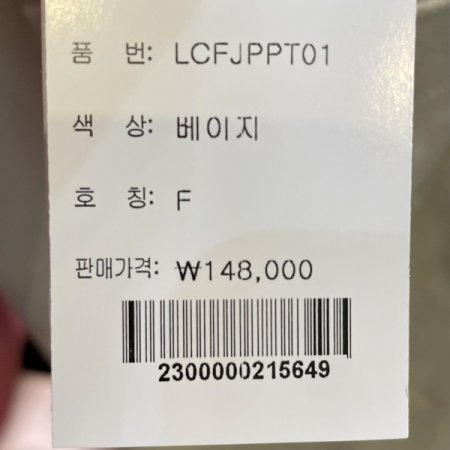 품 번: LCFJPPT01
색 상: 베이지
호 칭: F
판매가격: ₩148,000
2300000215649